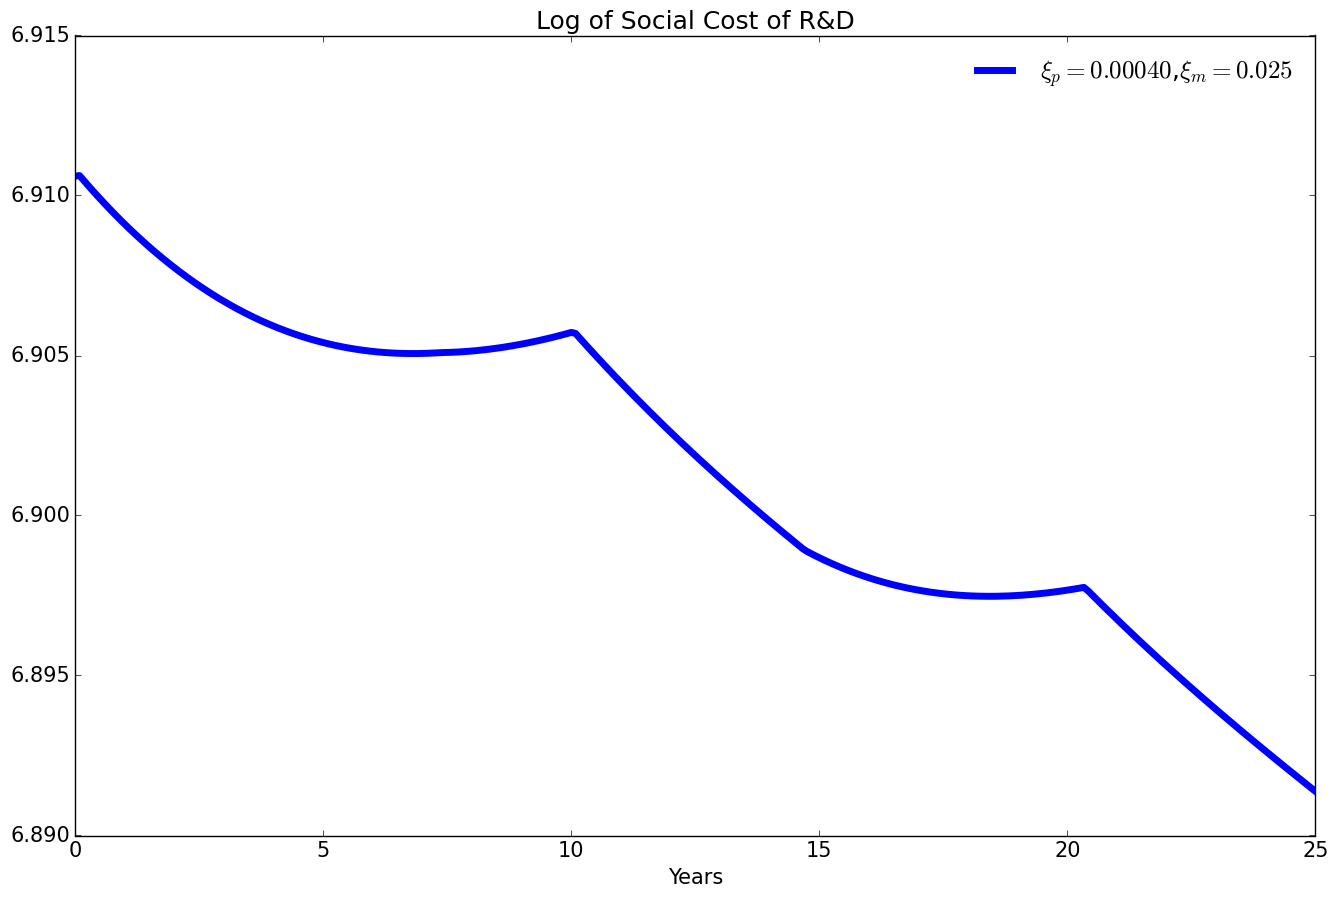 Log of Social Cost of R&D
6.915
ξp = 0.00040,ξm = 0.025
6.910
6.905
6.900
6.895
6.890
0 5 10 15 20 25
Years